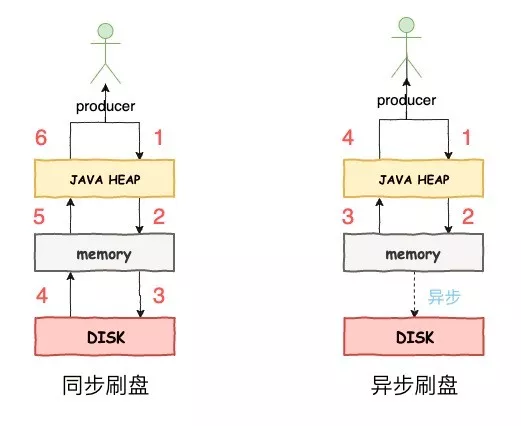 producer
6 1
JAVA HEAP
5 2
memory
4 3
DISK
同步刷盘
producer
4 1
JAVA HEAP
3 2
memory
异步
DISK
异步刷盘